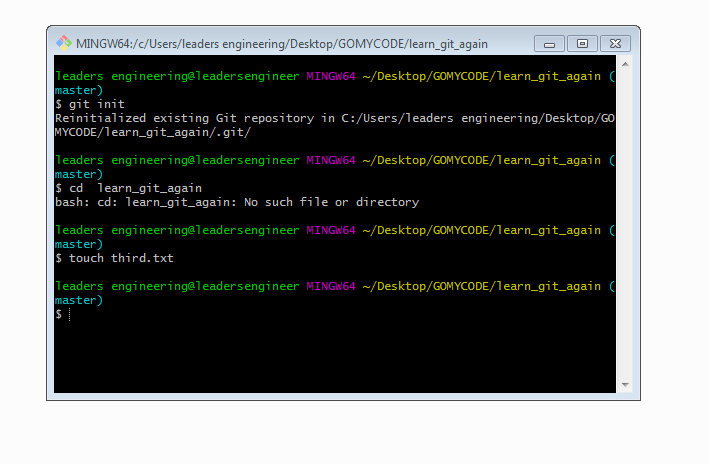 MINGW64:/c/Users/leaders engineering/Desktop/GOMYCODE/learn_git_again
leaders engineering@leadersengineer MINGW64 ~/Desktop/GOMYCODE/learn_git_again (
master)
$ git init
Reinitialized existing Git repository in C:/Users/leaders engineering/Desktop/GO
MYCODE/learn_git_again/.git/
leaders engineering@leadersengineer MINGW64 ~/Desktop/GOMYCODE/learn_git_again (
master)
$ cd  learn_git_again
bash: cd: learn_git_again: No such file or directory
leaders engineering@leadersengineer MINGW64 ~/Desktop/GOMYCODE/learn_git_again (
master)
$ touch third.txt
leaders engineering@leadersengineer MINGW64 ~/Desktop/GOMYCODE/learn_git_again (
master)
$